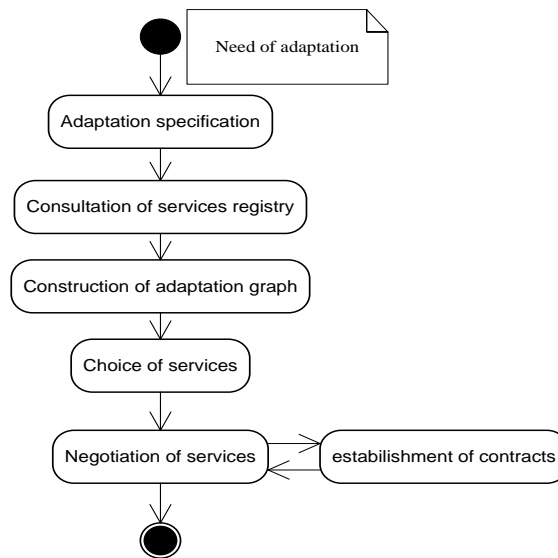 Need of adaptation
Adaptation specification
Consultation of services registry
Construction of adaptation graph
Choice of services
Negotiation of services
estabilishment of contracts